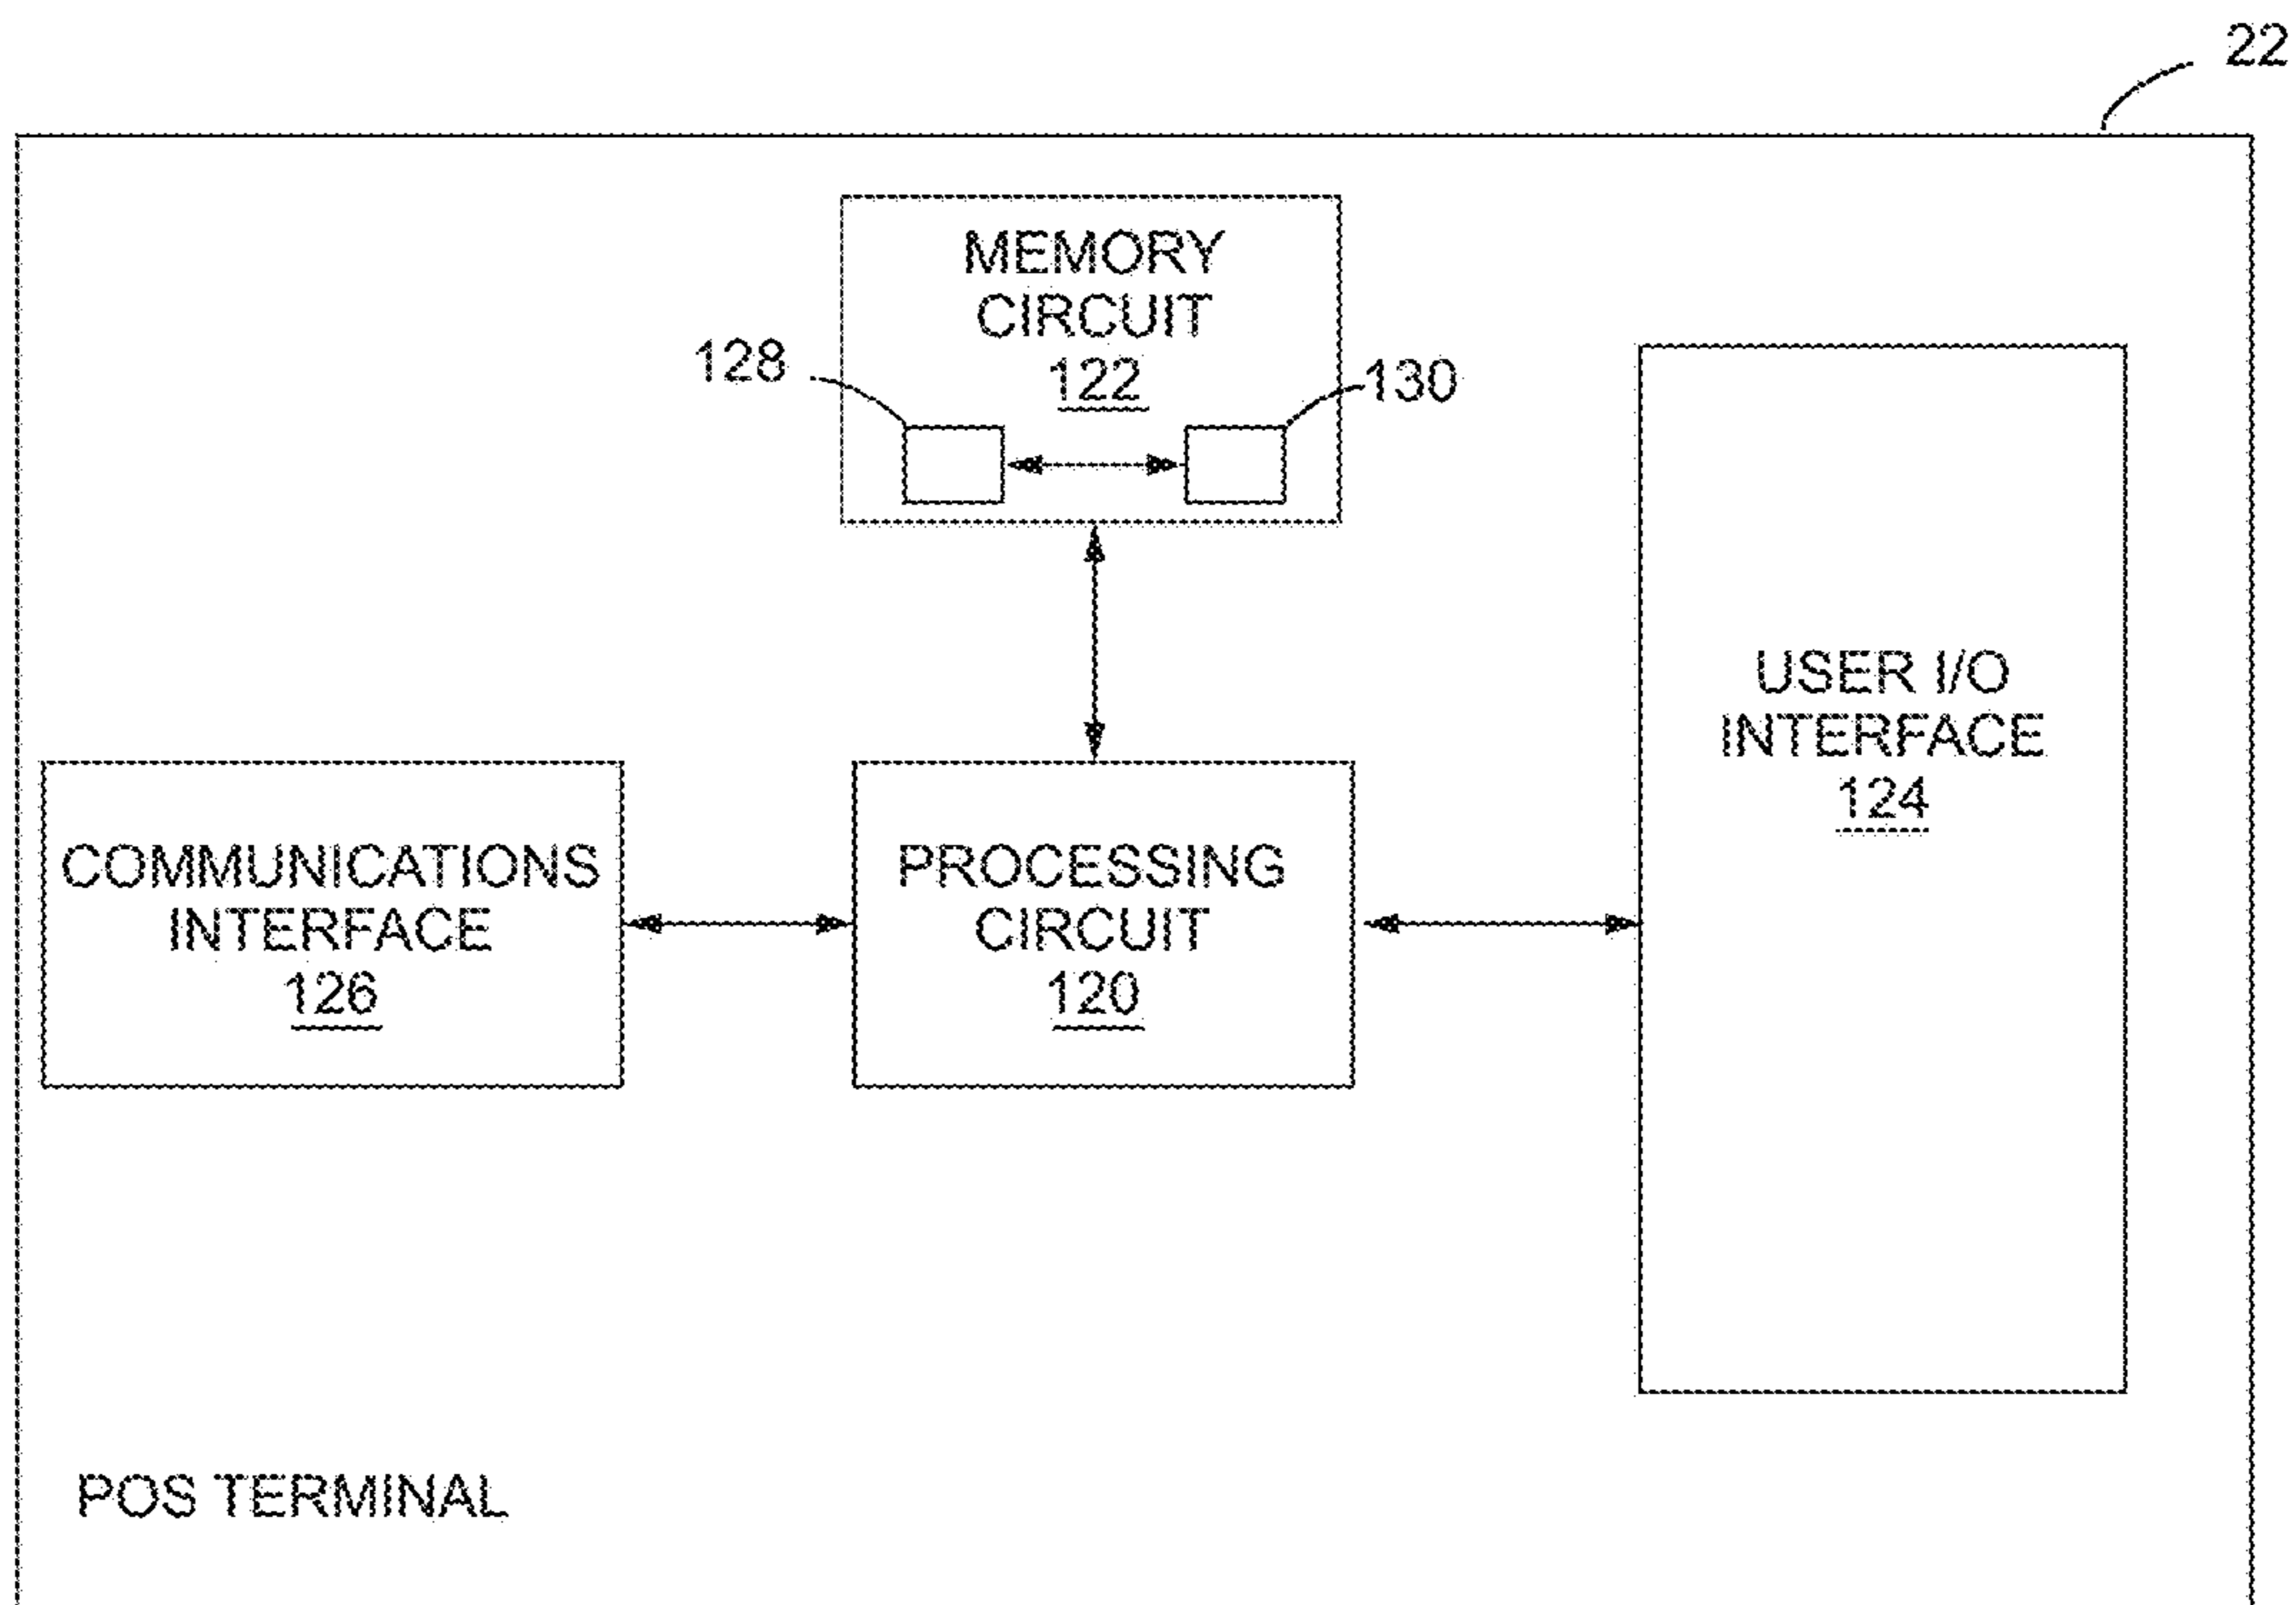 22
MEMORY
CIRCUIT
122
128
130
USER I/O
INTERFACE
124
COMMUNICATIONS
INTERFACE
126
PROCESSING
CIRCUIT
120
POS TERMINAL